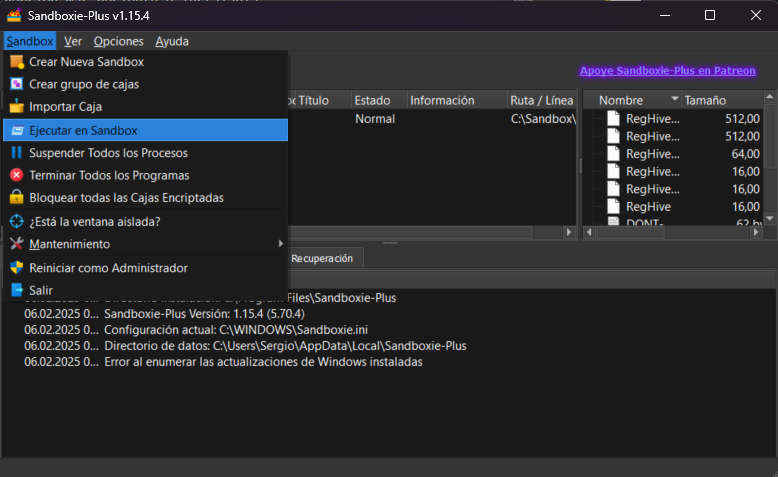 Sandboxie-Plus v1.15.4
Sandbox Ver Opciones Ayuda
Crear Nueva Sandbox
Crear grupo de cajas
Importar Caja
Ejecutar en Sandbox
Suspender Todos los Procesos
Terminar Todos los Programas
Bloquear todas las Cajas Encriptadas
¿Está la ventana aislada?
Mantenimiento
Reiniciar como Administrador
Salir
Apoye Sandboxie-Plus en Patreon
Título Estado Información Ruta / Línea
Normal C:\Sandbox\
Nombre Tamaño
RegHive... 512,00
RegHive... 512,00
RegHive... 64,00
RegHive... 16,00
RegHive... 16,00
RegHive 16,00
DONT-
Recuperación
06.02.2025 0... Program Files\Sandboxie-Plus
06.02.2025 0... Sandboxie-Plus Versión: 1.15.4 (5.70.4)
06.02.2025 0... Configuración actual: C:\WINDOWS\Sandboxie.ini
06.02.2025 0... Directorio de datos: C:\Users\Sergio\AppData\Local\Sandboxie-Plus
06.02.2025 0... Error al enumerar las actualizaciones de Windows instaladas